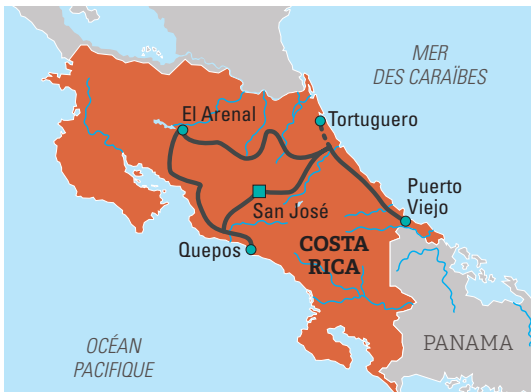 MER
DES CARAÏBES
El Arenal
Tortuguero
Puerto
Viejo
San José
Quepos
COSTA
RICA
PANAMA
OCÉAN
PACIFIQUE